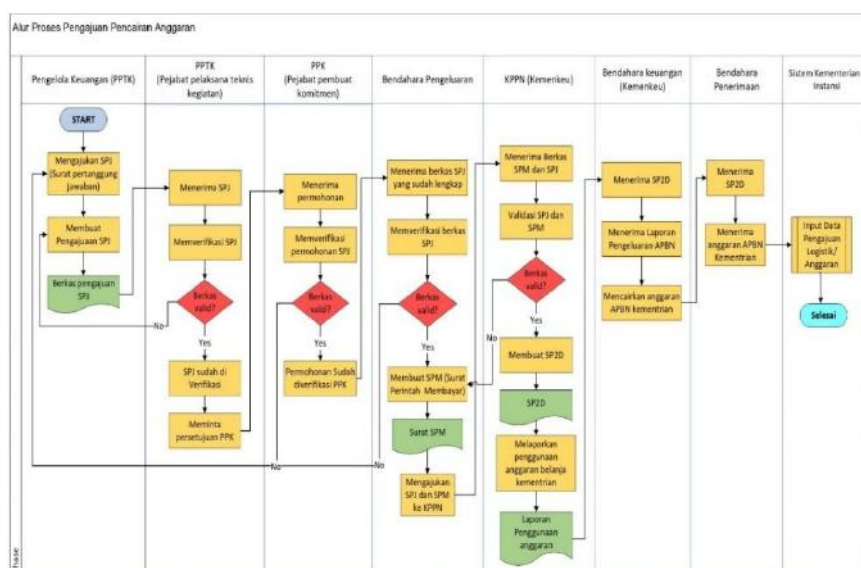 Alur Proses Pengajuan Pencairan Anggaran
Pengelola Keuangan (PPTK)
PPTK
(Pejabat pelaksana teknis
kegiatan)
PPK
(Pejabat pembuat
komitmen)
Bendahara Pengeluaran
KPPN (Kemenkeu)
Bendahara keuangan
(Kemenkeu)
Bendahara
Penerimaan
Sistem Kementerian
Instansi
START
Mengajukan SPJ
(Surat pertanggung
jawaban)
Membuat
Pengajuaan SPJ
Berkas pengajuan
SPJ
Menerima SPJ
Memverifikasi SPJ
Berkas
valid?
No
Yes
SPJ sudah di
Verifikasi
Meminta
persetujuan PPK
Menerima
permohonan
Memverifikasi
permohonan SPJ
Berkas
valid?
No
Yes
Permohonan Sudah
diverifikasi PPK
Menerima berkas SPJ
yang sudah lengkap
Memverifikasi berkas
SPJ
Berkas
valid?
No
Yes
Membuat SPM (Surat
Perintah Membayar)
Surat SPM
Mengajukan
SPJ dan SPM
ke KPPN
Menerima Berkas
SPM dan SPJ
Validasi SPJ dan
SPM
Berkas
valid?
No
Yes
Membuat SP2D
SP2D
Melaporkan
penggunaan
anggaran belanja
kementrian
Laporan
Penggunaan
anggaran
Menerima SP2D
Menerima Laporan
Pengeluaran APBN
Mencairkan anggaran
APBN kementrian
Menerima
SP2D
Menerima
anggaran APBN
Kementrian
Input Data
Pengajuan
Logistik/
Anggaran
Selesai
hase